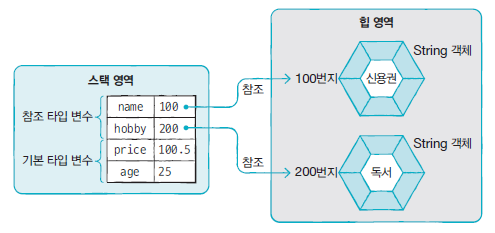 스택 영역
참조 타입 변수
name 100
hobby 200
기본 타입 변수
price 100.5
age 25
참조
참조
힙 영역
100번지
신용권
String 객체
200번지
독서
String 객체